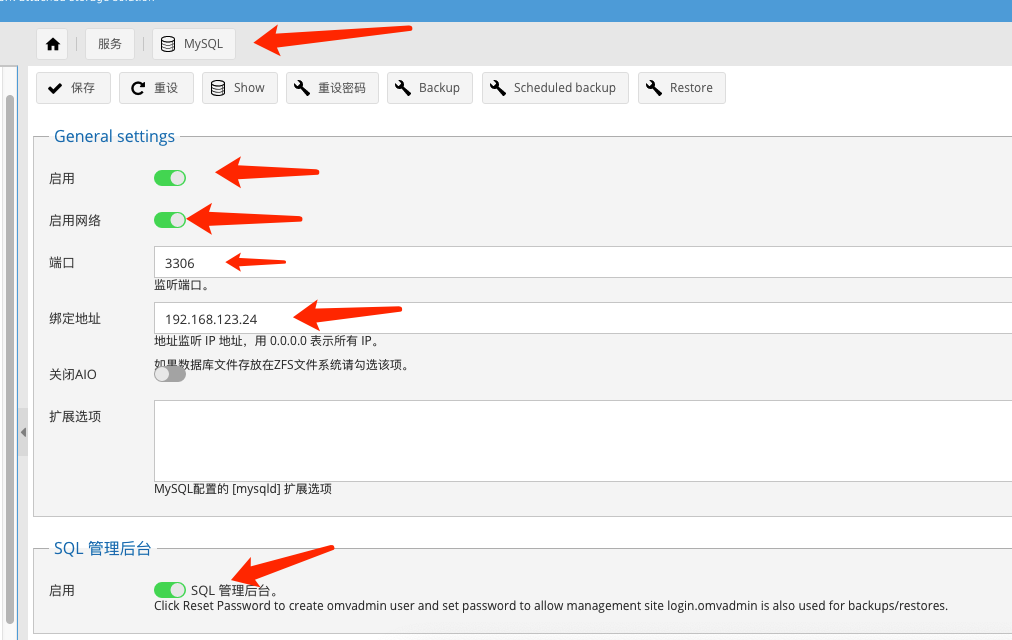 服务
MySQL
保存
重设
Show
重设密码
Backup
Scheduled backup
Restore
General settings
启用
启用网络
端口
3306
监听端口。
绑定地址
192.168.123.24
地址监听 IP 地址，用 0.0.0.0 表示所有 IP。
如果数据库文件存放在ZFS文件系统请勾选该项。
关闭AIO
扩展选项
MySQL配置的 [mysqld] 扩展选项
SQL 管理后台
启用
SQL 管理后台。
Click Reset Password to create omvadmin user and set password to allow management site login.omvadmin is also used for backups/restores.